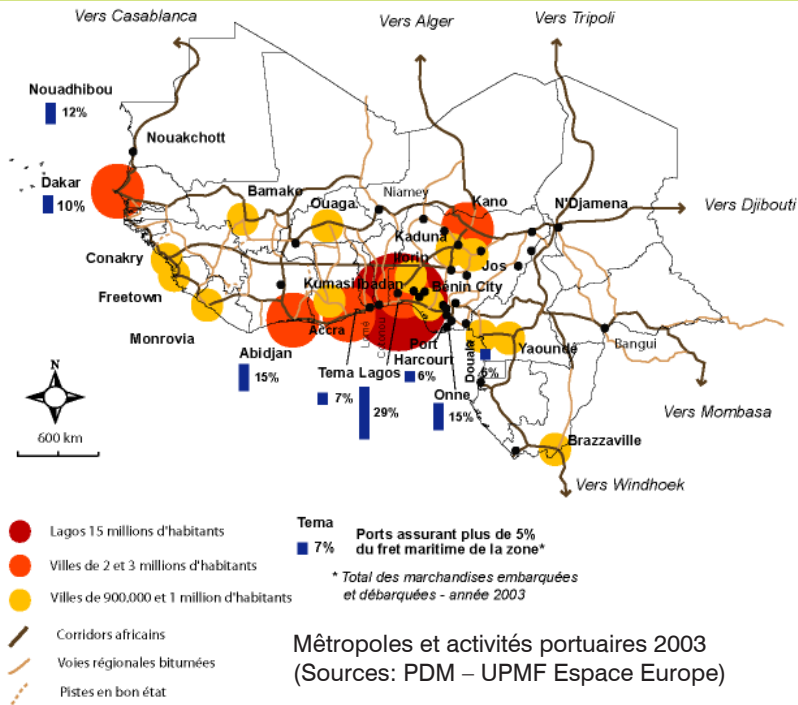 Vers Casablanca
Vers Alger
Vers Tripoli
Nouadhibou
12%
Nouakchott
Dakar
10%
Bamako
Ouaga
Niamey
Kano
N'Djamena
Vers Djibouti
Kaduna
Conakry
Ilorin
Jos
Freetown
Kumasi
Ibadan
Bénin City
Monrovia
Accra
Lomé
Cotonou
Abidjan
15%
Port
Harcourt
6%
Douala
5%
Yaoundé
Bangui
Tema
7%
Lagos
29%
Onne
15%
Vers Mombasa
Brazzaville
Vers Windhoek
N
600 km
Lagos 15 millions d'habitants
Villes de 2 et 3 millions d'habitants
Villes de 900,000 et 1 million d'habitants
Corridors africains
Voies régionales bitumées
Pistes en bon état
Tema
7%
Ports assurant plus de 5%
du fret maritime de la zone*
* Total des marchandises embarquées
et débarquées - année 2003
Mêtropoles et activités portuaires 2003
(Sources: PDM – UPMF Espace Europe)